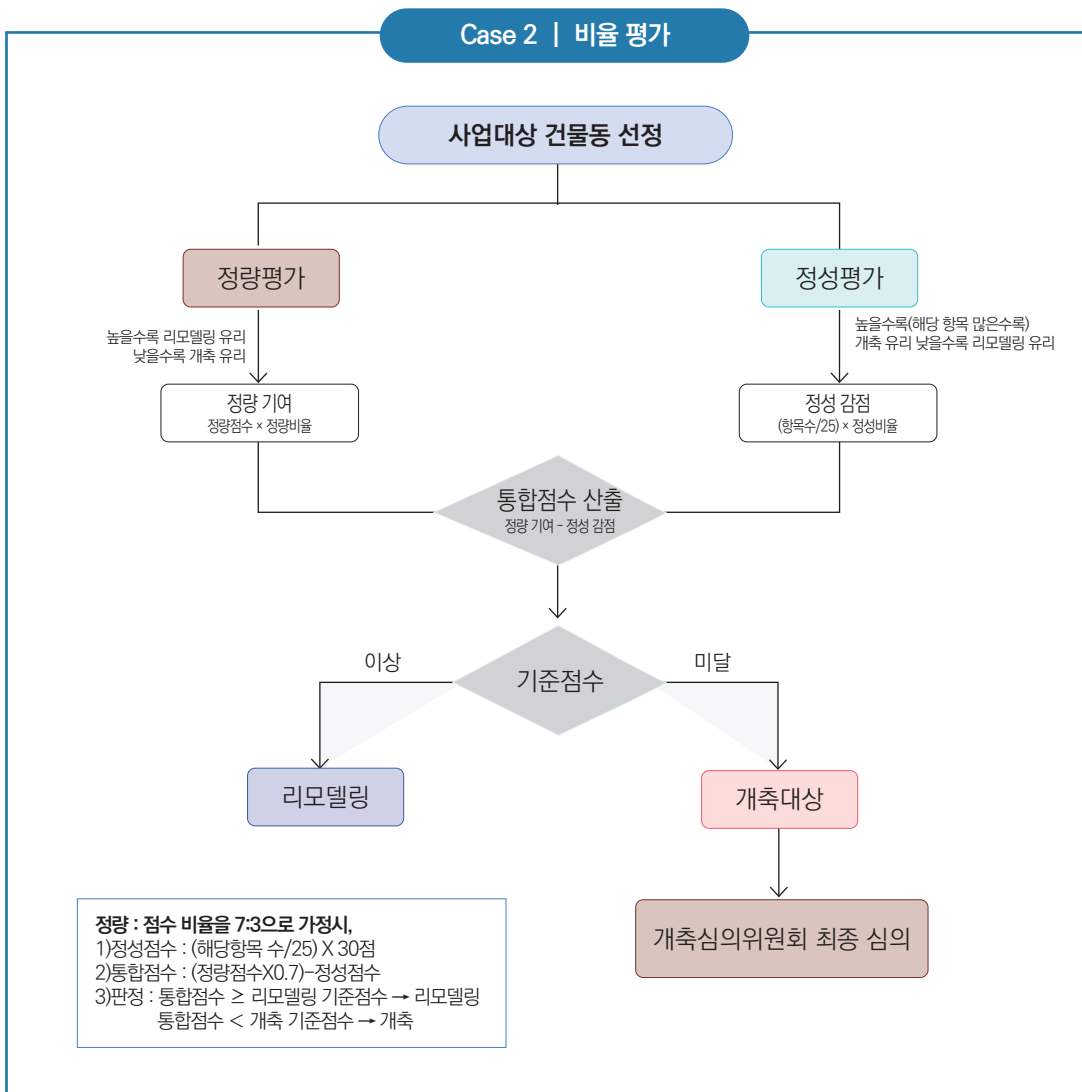 Case 2 | 비율 평가
사업대상 건물동 선정
정량평가
정성평가
높을수록 리모델링 유리
낮을수록 개축 유리
높을수록(해당 항목 많은수록)
개축 유리 낮을수록 리모델링 유리
정량 기여
정량점수 × 정량비율
정성 감점
(항목수/25) × 정성비율
통합점수 산출
정량 기여 - 정성 감점
기준점수
이상
미달
리모델링
개축대상
개축심의위원회 최종 심의
정량 : 점수 비율을 7:3으로 가정시,
1)정성점수 : (해당항목 수/25) X 30점
2)통합점수 : (정량점수X0.7)-정성점수
3)판정 : 통합점수 ≥ 리모델링 기준점수 → 리모델링
통합점수 < 개축 기준점수 → 개축